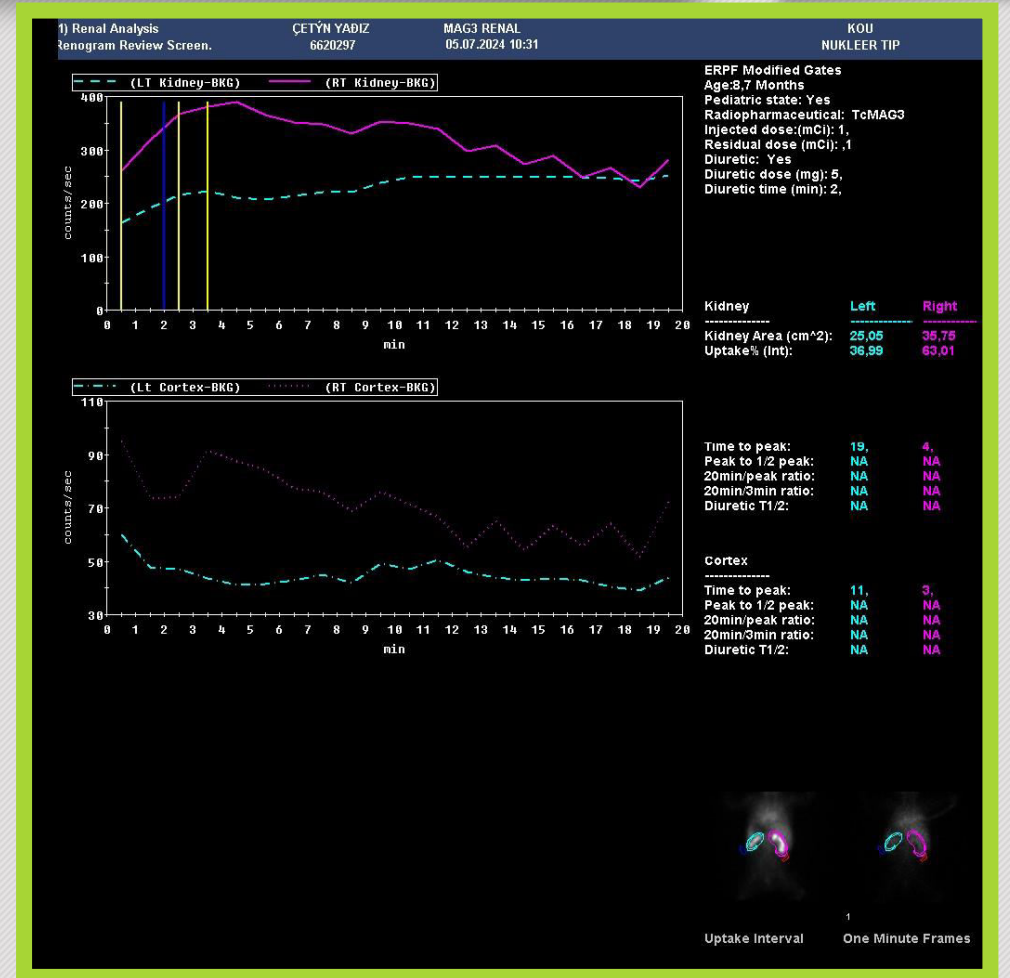 1) Renal Analysis ÇETÝN YAÐIZ MAG3 RENAL KOU
Renogram Review Screen. 6620297 05.07.2024 10:31 NUKLEER TIP
(LT Kidney-BKG) (RT Kidney-BKG)
400
300
200
100
0
counts/sec
0 1 2 3 4 5 6 7 8 9 10 11 12 13 14 15 16 17 18 19 20
min
ERPF Modified Gates
Age:8,7 Months
Pediatric state: Yes
Radiopharmaceutical: TcMAG3
Injected dose:(mCi): 1,
Residual dose (mCi): ,1
Diuretic: Yes
Diuretic dose (mg): 5,
Diuretic time (min): 2,
Kidney Left Right
Kidney Area (cm^2): 25,05 35,75
Uptake% (Int): 36,99 63,01
(Lt Cortex-BKG) (RT Cortex-BKG)
110
90
70
50
30
counts/sec
0 1 2 3 4 5 6 7 8 9 10 11 12 13 14 15 16 17 18 19 20
min
Time to peak: 19, 4,
Peak to 1/2 peak: NA NA
20min/peak ratio: NA NA
20min/3min ratio: NA NA
Diuretic T1/2: NA NA
Cortex
Time to peak: 11, 3,
Peak to 1/2 peak: NA NA
20min/peak ratio: NA NA
20min/3min ratio: NA NA
Diuretic T1/2: NA NA
1
Uptake Interval One Minute Frames